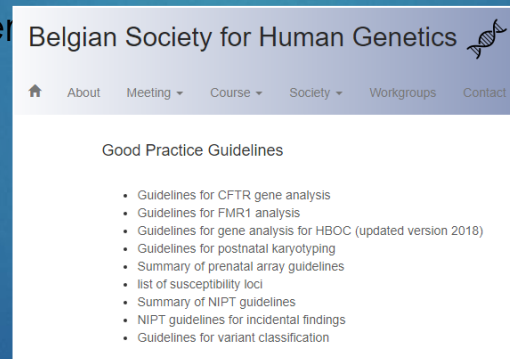 er
Belgian Society for Human Genetics
About Meeting Course Society Workgroups Contact
Good Practice Guidelines
• Guidelines for CFTR gene analysis
• Guidelines for FMR1 analysis
• Guidelines for gene analysis for HBOC (updated version 2018)
• Guidelines for postnatal karyotyping
• Summary of prenatal array guidelines
• list of susceptibility loci
• Summary of NIPT guidelines
• NIPT guidelines for incidental findings
• Guidelines for variant classification